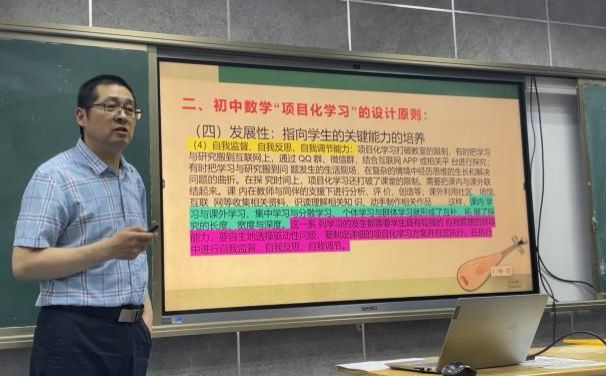 二、初中数学“项目化学习”的设计原则：
（四）发展性：指向学生的关键能力的培养
（4）自我监督、自我反思、自我调节能力：项目化学习打破教室的限制，有时把学习
与研究搬到互联网上，通过 QQ 群、微信群，结合互联网 APP 或相关平 台进行探究；
有时把学习与研究搬到问 题发生的生活现场，在复杂的情境中经历思维的生长和解决
问题的曲折。在探 究时间上，项目化学习还打破了课堂的限制，需要把课内与课外联
结起来。课 内在教师与同伴的支援下进行分析、评 价、创造等；课外利用社区、场馆、
互联 网等收集相关资料、识读理解相关知 识、动手制作相关作品 这样，课内学
习与课外学习、集中学习与分散学习、个体学习与群体学习就形成了互补，拓 展了探
究的长度、宽度与深度。这一系 列学习的发生都需要学生具有较强的 自我管理的
能力，要自主地选择驱动性问题，要制定详细的项目化学习方案并自觉执行，在执行
中进行自我监督、自我反思、自我调节。
seewo